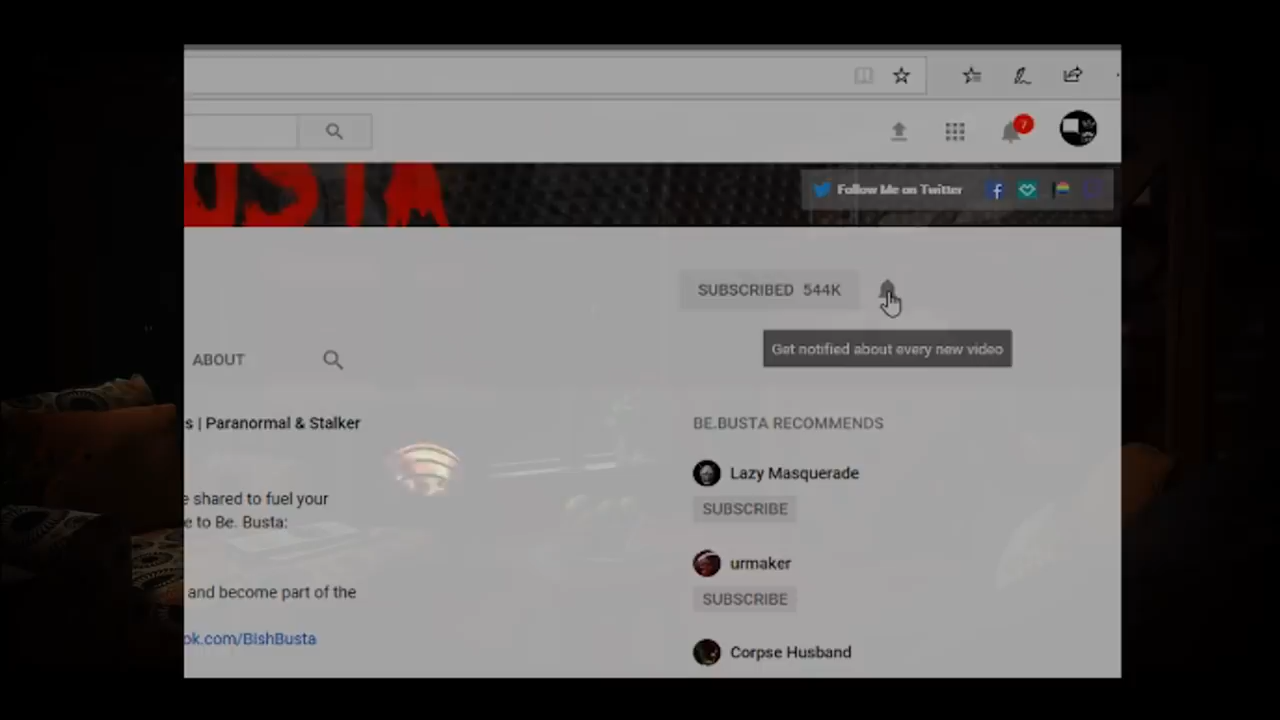 7
USTA
Follow Me on Twitter
SUBSCRIBED 544K
Get notified about every new video
ABOUT
s | Paranormal & Stalker
BE.BUSTA RECOMMENDS
Lazy Masquerade
e shared to fuel your
SUBSCRIBE
e to Be. Busta:
urmaker
and become part of the
SUBSCRIBE
ok.com/BishBusta
Corpse Husband